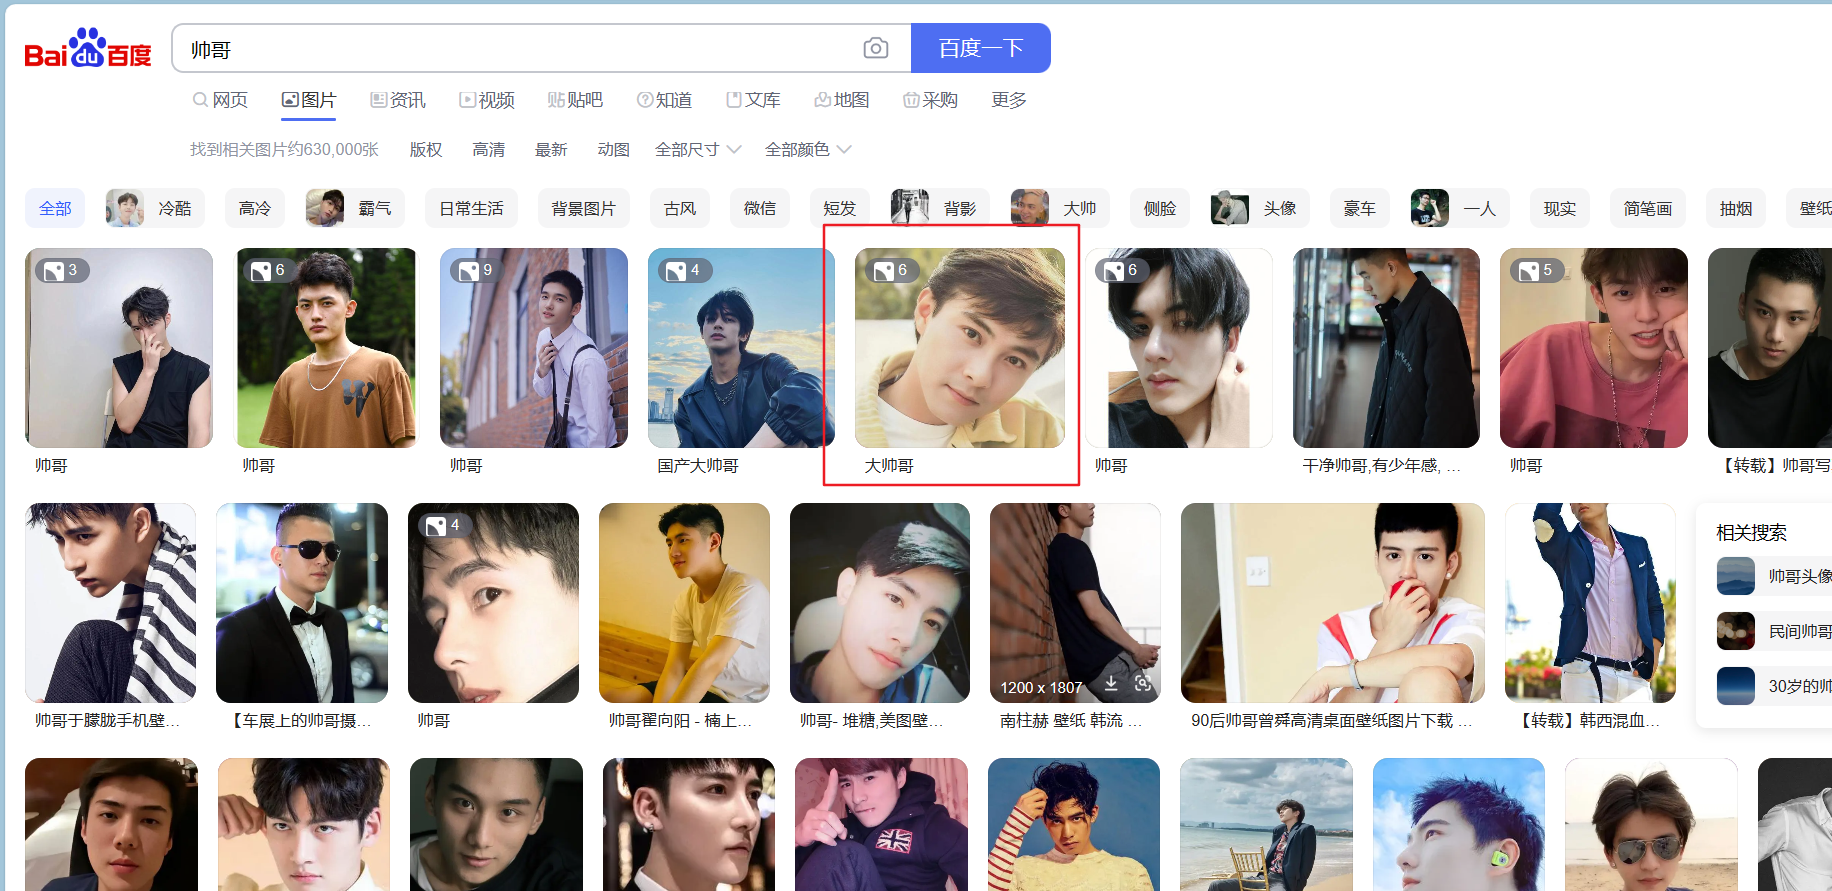 Bai du 百度
帅哥
百度一下
网页 图片 资讯 视频 贴吧 知道 文库 地图 采购 更多
找到相关图片约630,000张 版权 高清 最新 动图 全部尺寸 全部颜色
全部 冷酷 高冷 霸气 日常生活 背景图片 古风 微信 短发 背影 大帅 侧脸 头像 豪车 一人 现实 简笔画 抽烟 壁纸
3 6 9 4 6 6 5
帅哥 帅哥 帅哥 国产大帅哥 大帅哥 帅哥 干净帅哥,有少年感, ... 帅哥 【转载】帅哥写
4
1200 x 1807
帅哥于朦胧手机壁... 【车展上的帅哥摄... 帅哥 帅哥翟向阳 - 楠上... 帅哥- 堆糖,美图壁... 南柱赫 壁纸 韩流 ... 90后帅哥曾舜高清桌面壁纸图片下载 ... 【转载】韩西混血...
相关搜索
帅哥头像
民间帅哥
30岁的帅